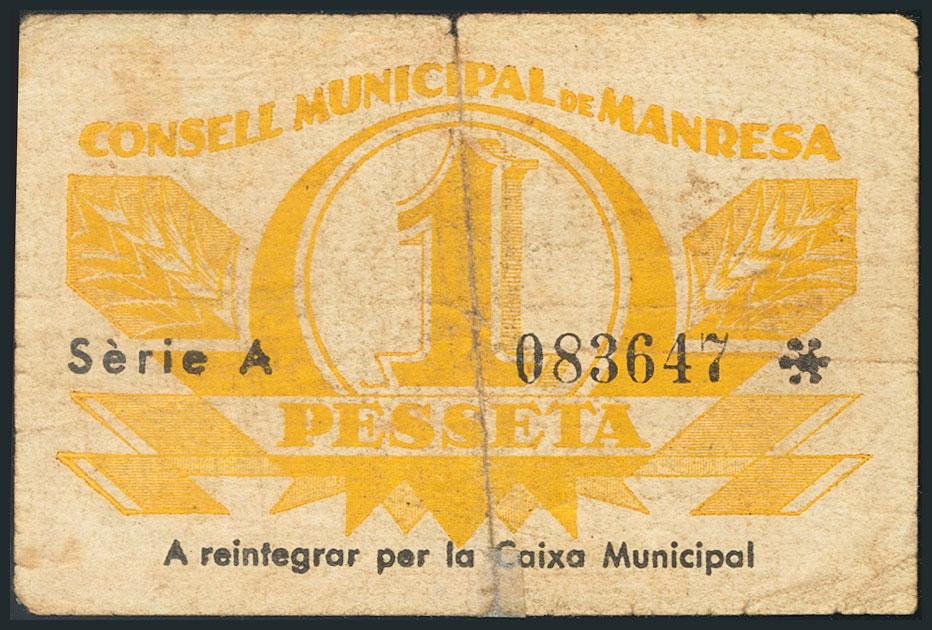 CONSELL MUNICIPAL DE MANRESA
1
Sèrie A 083647
PESSETA
A reintegrar per la Caixa Municipal